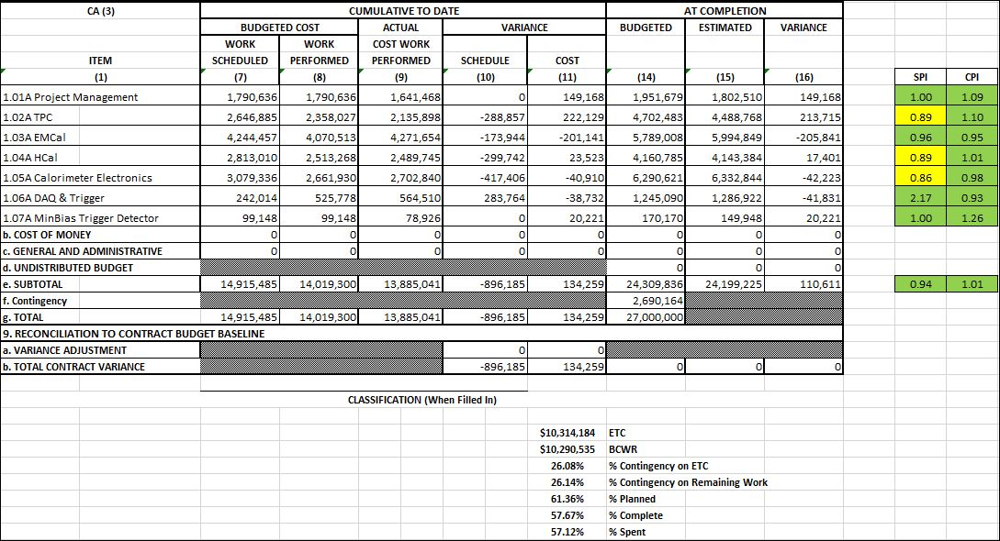 CA (3) CUMULATIVE TO DATE AT COMPLETION
BUDGETED COST ACTUAL VARIANCE BUDGETED ESTIMATED VARIANCE
WORK WORK COST WORK
ITEM SCHEDULED PERFORMED PERFORMED SCHEDULE COST
(1) (7) (8) (9) (10) (11) (14) (15) (16) SPI CPI
1.01A Project Management 1,790,636 1,790,636 1,641,468 0 149,168 1,951,679 1,802,510 149,168 1.00 1.09
1.02A TPC 2,646,885 2,358,027 2,135,898 -288,857 222,129 4,702,483 4,488,768 213,715 0.89 1.10
1.03A EMCal 4,244,457 4,070,513 4,271,654 -173,944 -201,141 5,789,008 5,994,849 -205,841 0.96 0.95
1.04A HCal 2,813,010 2,513,268 2,489,745 -299,742 23,523 4,160,785 4,143,384 17,401 0.89 1.01
1.05A Calorimeter Electronics 3,079,336 2,661,930 2,702,840 -417,406 -40,910 6,290,621 6,332,844 -42,223 0.86 0.98
1.06A DAQ & Trigger 242,014 525,778 564,510 283,764 -38,732 1,245,090 1,286,922 -41,831 2.17 0.93
1.07A MinBias Trigger Detector 99,148 99,148 78,926 0 20,221 170,170 149,948 20,221 1.00 1.26
b. COST OF MONEY 0 0 0 0 0 0 0 0
c. GENERAL AND ADMINISTRATIVE 0 0 0 0 0 0 0 0
d. UNDISTRIBUTED BUDGET 0 0 0
e. SUBTOTAL 14,915,485 14,019,300 13,885,041 -896,185 134,259 24,309,836 24,199,225 110,611 0.94 1.01
f. Contingency 2,690,164
g. TOTAL 14,915,485 14,019,300 13,885,041 -896,185 134,259 27,000,000
9. RECONCILIATION TO CONTRACT BUDGET BASELINE
a. VARIANCE ADJUSTMENT 0 0
b. TOTAL CONTRACT VARIANCE -896,185 134,259 0 0 0
CLASSIFICATION (When Filled In)
$10,314,184 ETC
$10,290,535 BCWR
26.08% % Contingency on ETC
26.14% % Contingency on Remaining Work
61.36% % Planned
57.67% % Complete
57.12% % Spent